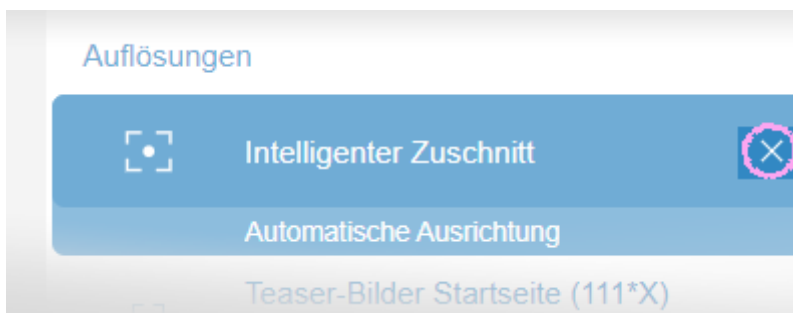 Auflösungen
Intelligenter Zuschnitt
Automatische Ausrichtung
Teaser-Bilder Startseite (111*X)